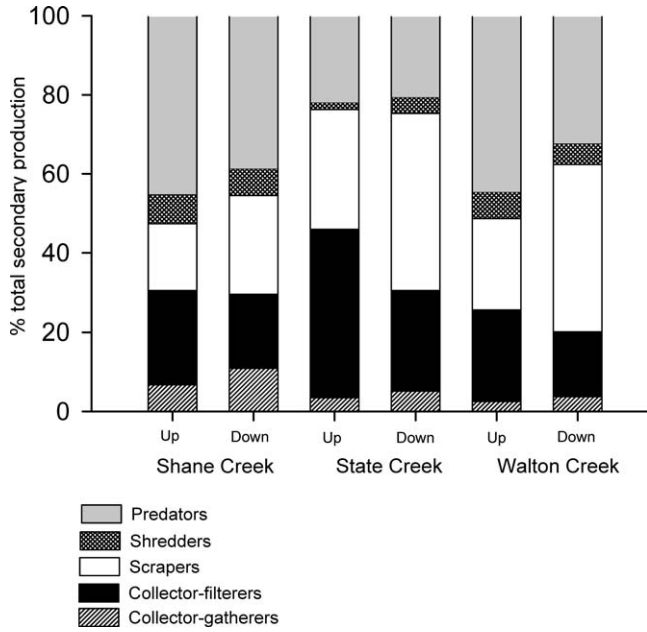 % total secondary production
100
80
60
40
20
0
Up Down Up Down Up Down
Shane Creek State Creek Walton Creek
Predators
Shredders
Scrapers
Collector-filterers
Collector-gatherers